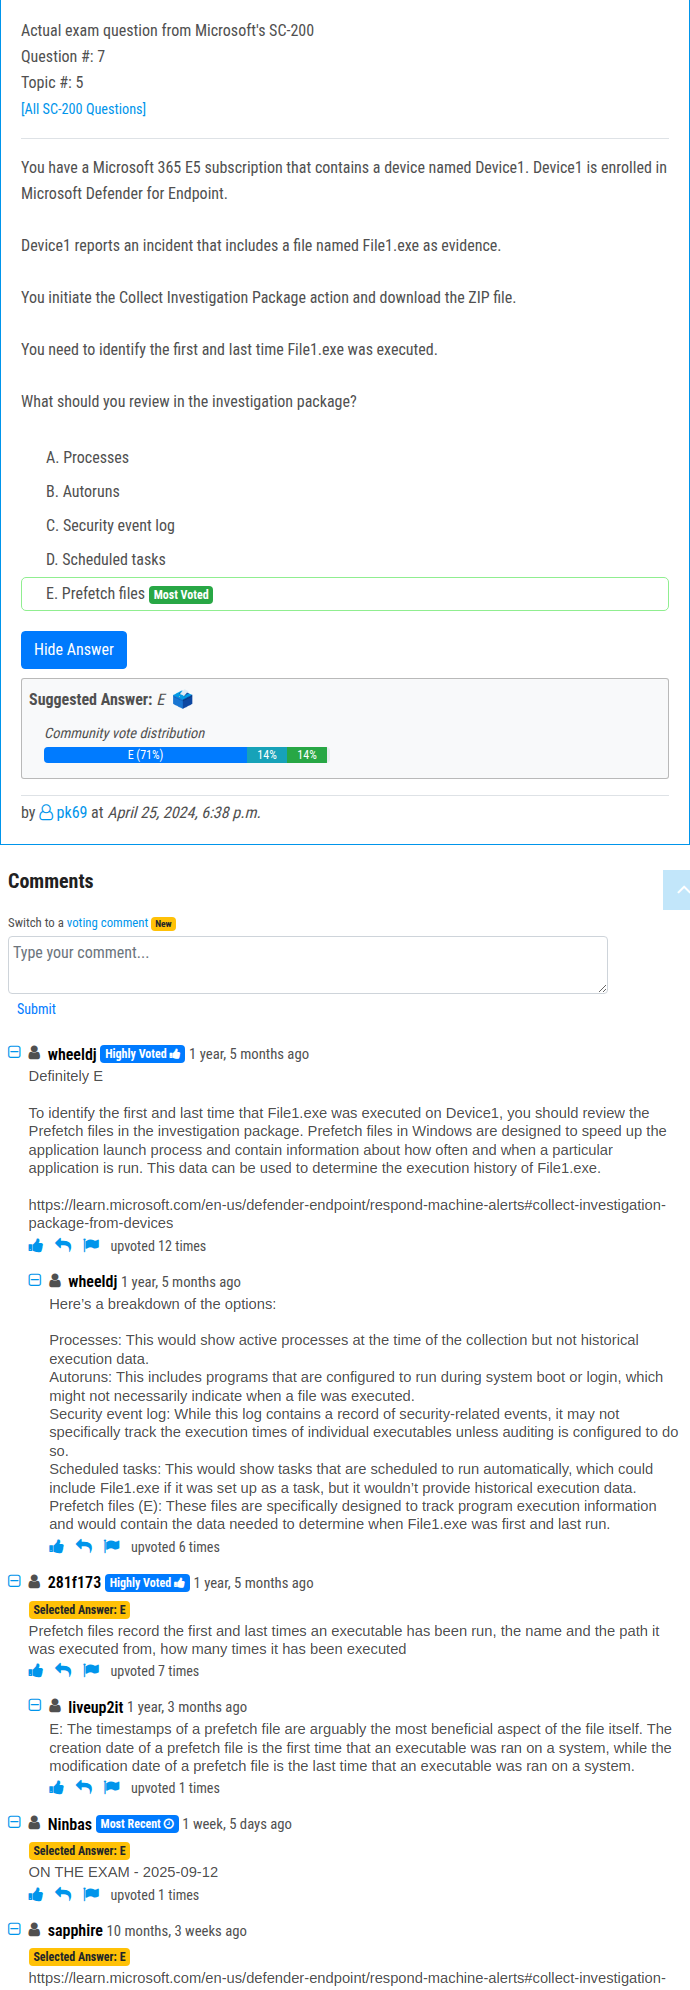 Actual exam question from Microsoft's SC-200
Question #: 7
Topic #: 5
[All SC-200 Questions]
You have a Microsoft 365 E5 subscription that contains a device named Device1. Device1 is enrolled in
Microsoft Defender for Endpoint.
Device1 reports an incident that includes a file named File1.exe as evidence.
You initiate the Collect Investigation Package action and download the ZIP file.
You need to identify the first and last time File1.exe was executed.
What should you review in the investigation package?
A. Processes
B. Autoruns
C. Security event log
D. Scheduled tasks
E. Prefetch files Most Voted
Hide Answer
Suggested Answer: E
Community vote distribution
E (71%) 14% 14%
by pk69 at April 25, 2024, 6:38 p.m.
Comments
Switch to a voting comment New
Type your comment...
Submit
wheeldj Highly Voted 1 year, 5 months ago
Definitely E
To identify the first and last time that File1.exe was executed on Device1, you should review the
Prefetch files in the investigation package. Prefetch files in Windows are designed to speed up the
application launch process and contain information about how often and when a particular
application is run. This data can be used to determine the execution history of File1.exe.
https://learn.microsoft.com/en-us/defender-endpoint/respond-machine-alerts#collect-investigation-
package-from-devices
upvoted 12 times
wheeldj 1 year, 5 months ago
Here's a breakdown of the options:
Processes: This would show active processes at the time of the collection but not historical
execution data.
Autoruns: This includes programs that are configured to run during system boot or login, which
might not necessarily indicate when a file was executed.
Security event log: While this log contains a record of security-related events, it may not
specifically track the execution times of individual executables unless auditing is configured to do
so.
Scheduled tasks: This would show tasks that are scheduled to run automatically, which could
include File1.exe if it was set up as a task, but it wouldn't provide historical execution data.
Prefetch files (E): These files are specifically designed to track program execution information
and would contain the data needed to determine when File1.exe was first and last run.
upvoted 6 times
281f173 Highly Voted 1 year, 5 months ago
Selected Answer: E
Prefetch files record the first and last times an executable has been run, the name and the path it
was executed from, how many times it has been executed
upvoted 7 times
liveup2it 1 year, 3 months ago
E: The timestamps of a prefetch file are arguably the most beneficial aspect of the file itself. The
creation date of a prefetch file is the first time that an executable was ran on a system, while the
modification date of a prefetch file is the last time that an executable was ran on a system.
upvoted 1 times
Ninbas Most Recent 1 week, 5 days ago
Selected Answer: E
ON THE EXAM - 2025-09-12
upvoted 1 times
sapphire 10 months, 3 weeks ago
Selected Answer: E
https://learn.microsoft.com/en-us/defender-endpoint/respond-machine-alerts#collect-investigation-